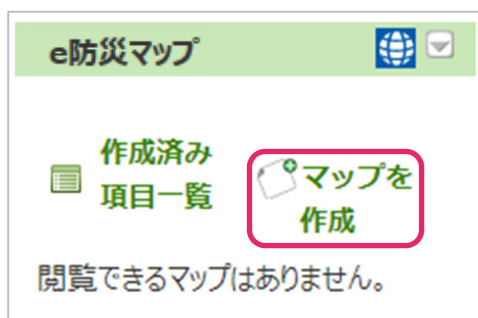 e防災マップ
作成済み
項目一覧
マップを
作成
閲覧できるマップはありません。